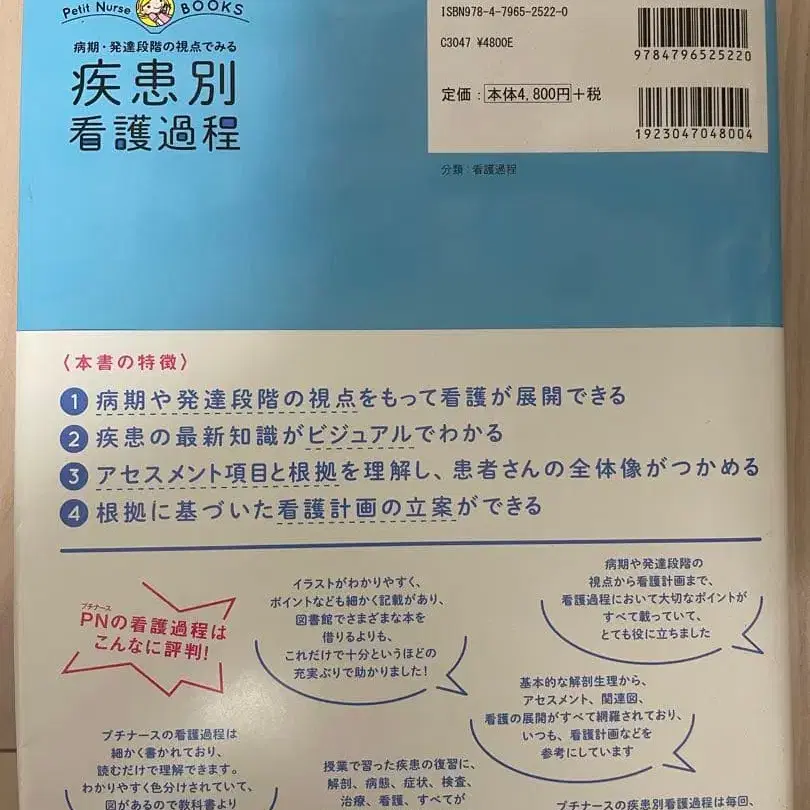 Petit Nurse BOOKS
病期・発達段階の視点でみる
疾患別
看護過程
ISBN978-4-7965-2522-0
C3047 ¥4800E
定価：本体4,800円＋税
9784796525220
1923047048004
分類：看護過程
〈本書の特徴〉
1 病期や発達段階の視点をもって看護が展開できる
2 疾患の最新知識がビジュアルでわかる
3 アセスメント項目と根拠を理解し、患者さんの全体像がつかめる
4 根拠に基づいた看護計画の立案ができる
プチナース
PNの看護過程は
こんなに評判!
イラストがわかりやすく、
ポイントなども細かく記載があり、
図書館でさまざまな本を
借りるよりも、
これだけで十分というほどの
充実ぶりで助かりました!
病期や発達段階の
視点から看護計画まで、
看護過程において大切なポイントが
すべて載っていて、
とても役に立ちました
基本的な解剖生理から、
アセスメント、関連図、
看護の展開がすべて網羅されており、
いつも、看護計画などを
参考にしています
プチナースの看護過程は
細かく書かれており、
読むだけで理解できます。
わかりやすく色分けされていて、
図があるので教科書より
授業で習った疾患の復習に、
解剖、病態、症状、検査、
治療、看護、すべてが
プチナースの疾患別看護過程は毎回、